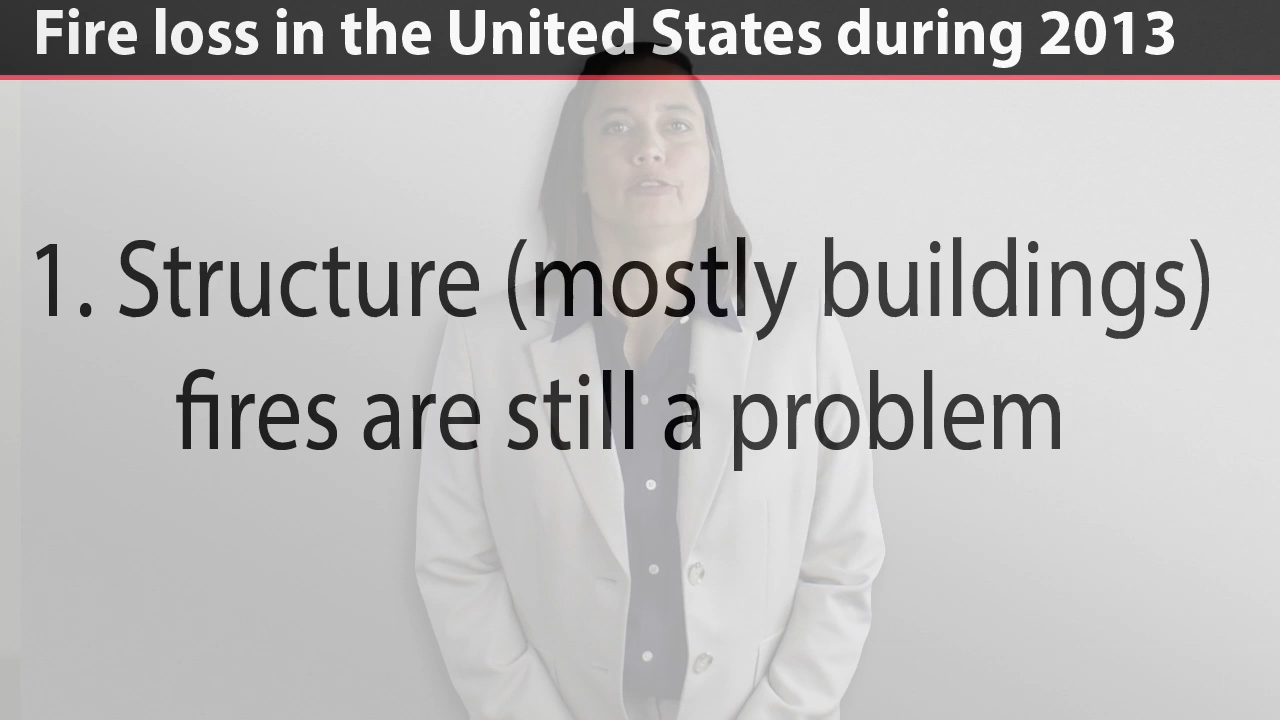 Fire loss in the United States during 2013
1. Structure (mostly buildings)
fires are still a problem